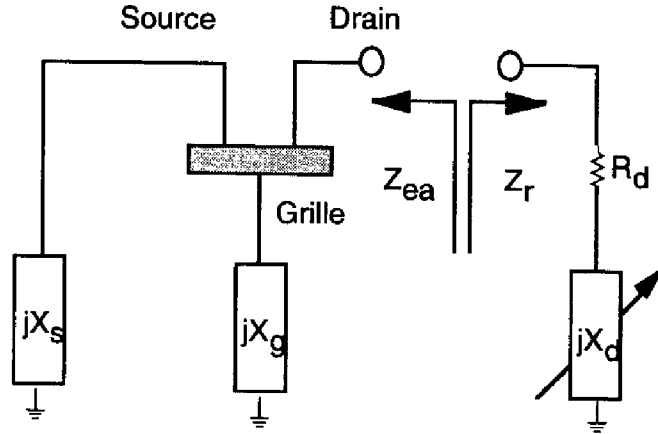 Source
Drain
Z_ea
Z_r
R_d
Grille
jX_s
jX_g
jX_d